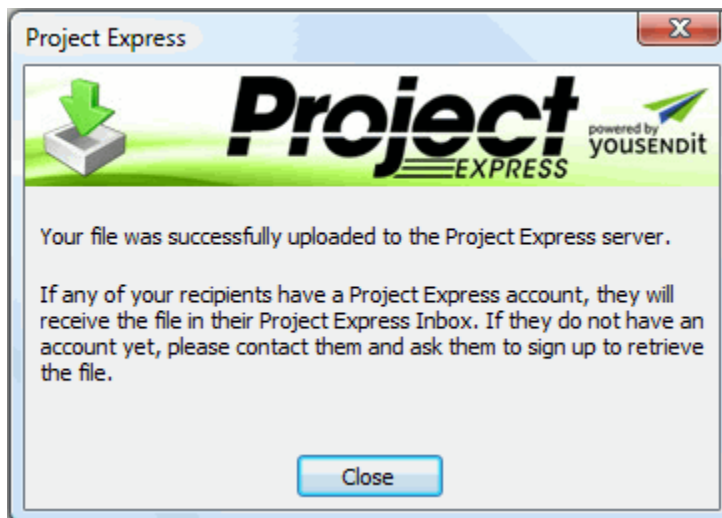 Project Express
Project
EXPRESS
powered by
YOUSENDiT
Your file was successfully uploaded to the Project Express server.
If any of your recipients have a Project Express account, they will
receive the file in their Project Express Inbox. If they do not have an
account yet, please contact them and ask them to sign up to retrieve
the file.
Close